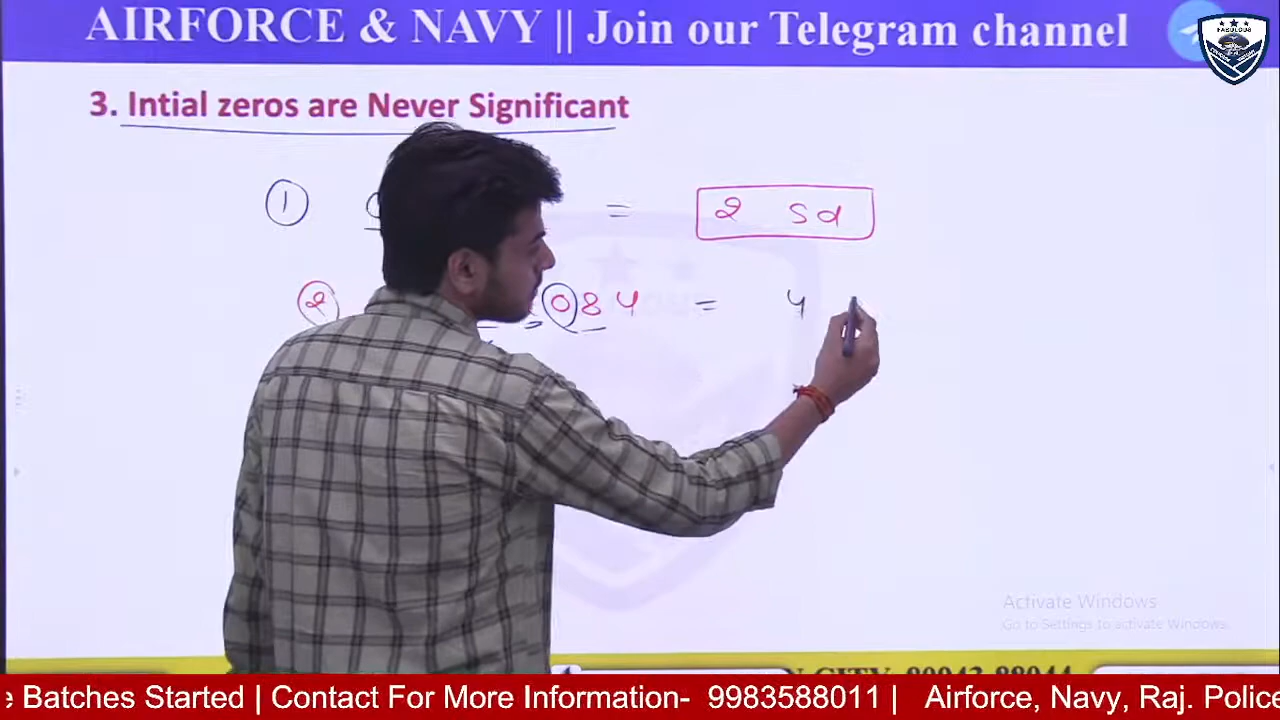 AIRFORCE & NAVY || Join our Telegram channel
FABULOUS
3. Intial zeros are Never Significant
1 = 2 sd
2 084 = 4
Activate Windows
Go to Settings to activate Windows.
Batches Started | Contact For More Information- 9983588011 | Airforce, Navy, Raj. Police